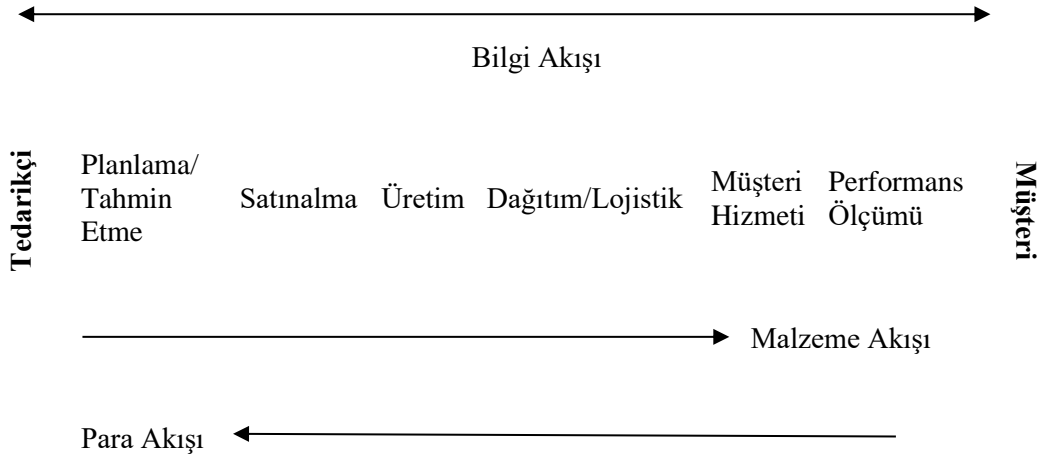 Bilgi Akışı
Tedarikçi
Planlama/
Tahmin
Etme
Satınalma
Üretim
Dağıtım/Lojistik
Müşteri
Hizmeti
Performans
Ölçümü
Müşteri
Malzeme Akışı
Para Akışı